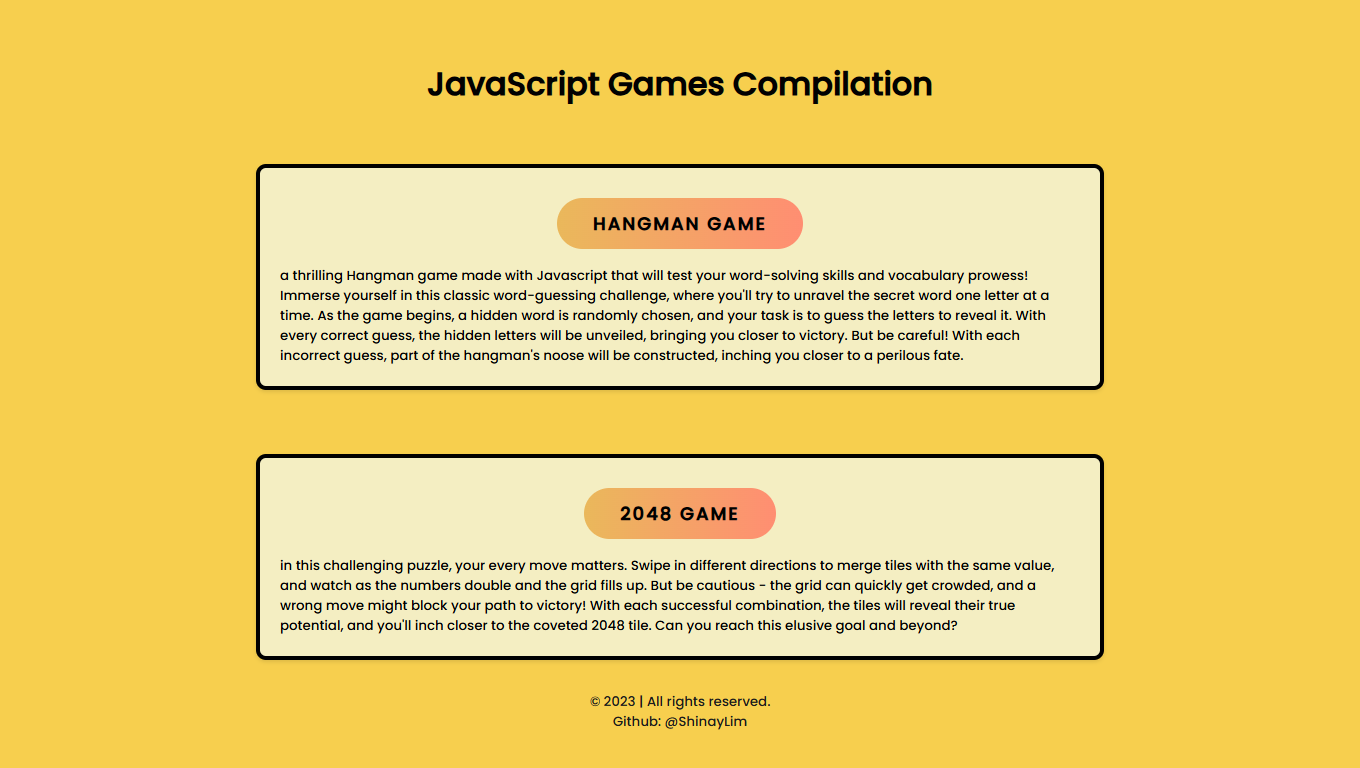 JavaScript Games Compilation
HANGMAN GAME
a thrilling Hangman game made with Javascript that will test your word-solving skills and vocabulary prowess!
Immerse yourself in this classic word-guessing challenge, where you'll try to unravel the secret word one letter at a
time. As the game begins, a hidden word is randomly chosen, and your task is to guess the letters to reveal it. With
every correct guess, the hidden letters will be unveiled, bringing you closer to victory. But be careful! With each
incorrect guess, part of the hangman's noose will be constructed, inching you closer to a perilous fate.
2048 GAME
in this challenging puzzle, your every move matters. Swipe in different directions to merge tiles with the same value,
and watch as the numbers double and the grid fills up. But be cautious - the grid can quickly get crowded, and a
wrong move might block your path to victory! With each successful combination, the tiles will reveal their true
potential, and you'll inch closer to the coveted 2048 tile. Can you reach this elusive goal and beyond?
© 2023 | All rights reserved.
Github: @ShinayLim